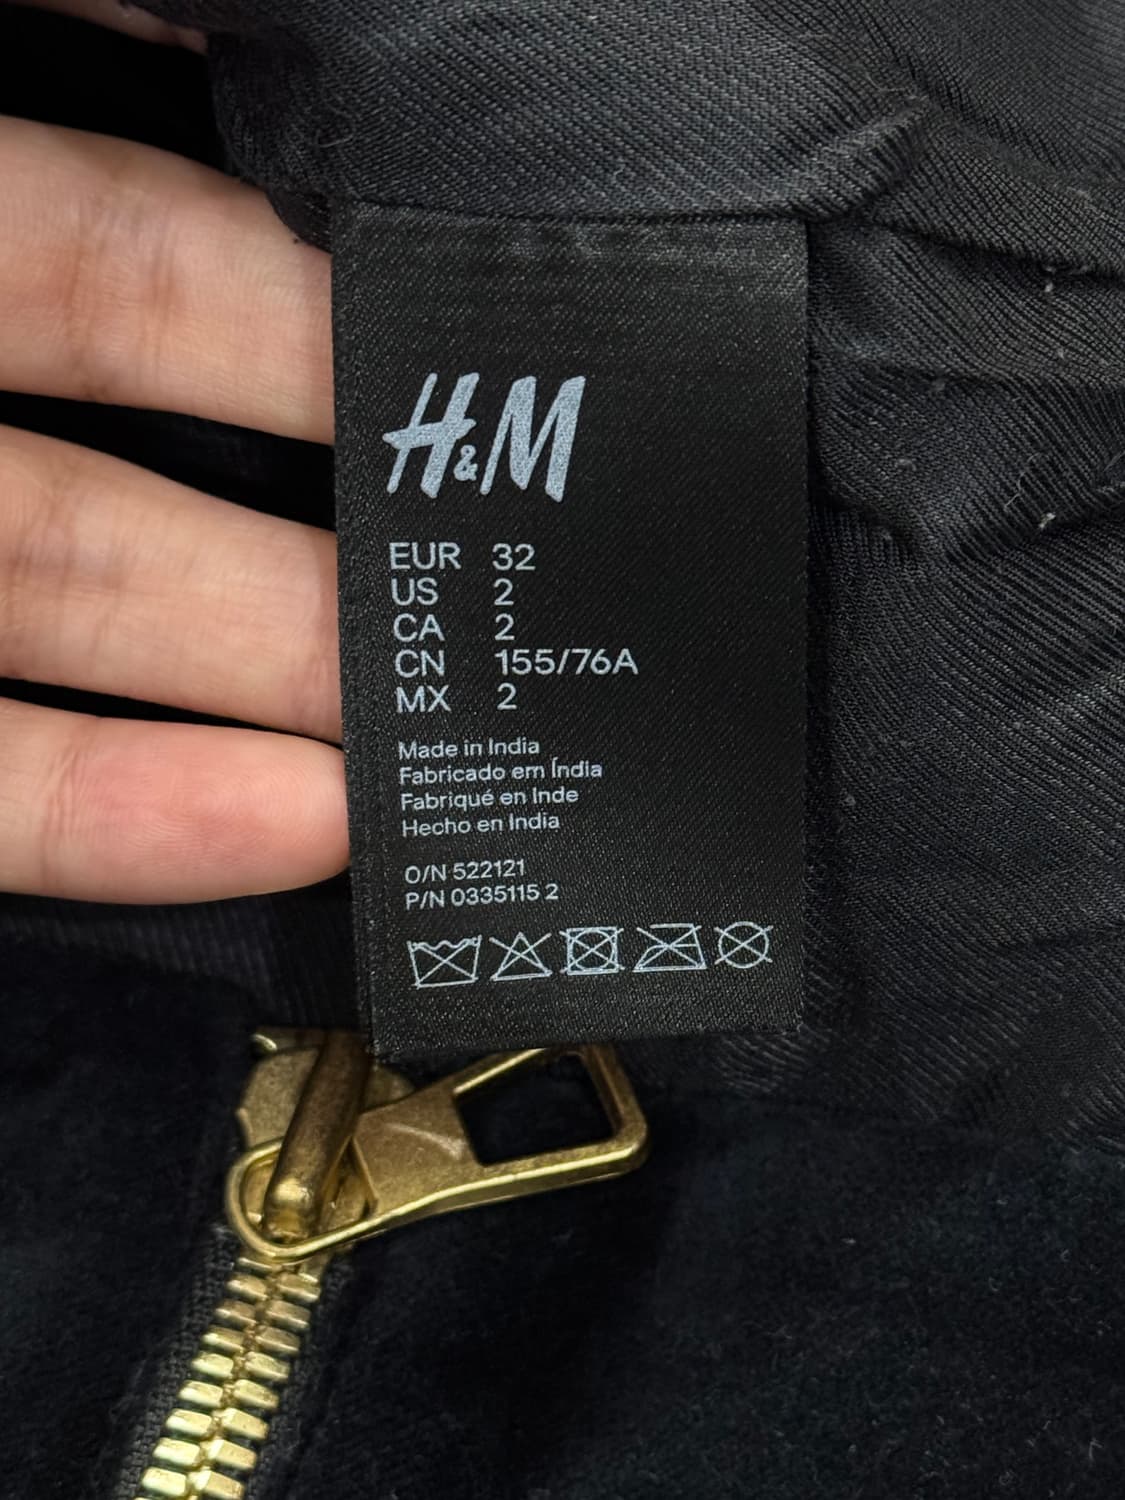 H&M
EUR 32
US 2
CA 2
CN 155/76A
MX 2
Made in India
Fabricado em Índia
Fabriqué en Inde
Hecho en India
O/N 522121
P/N 0335115 2